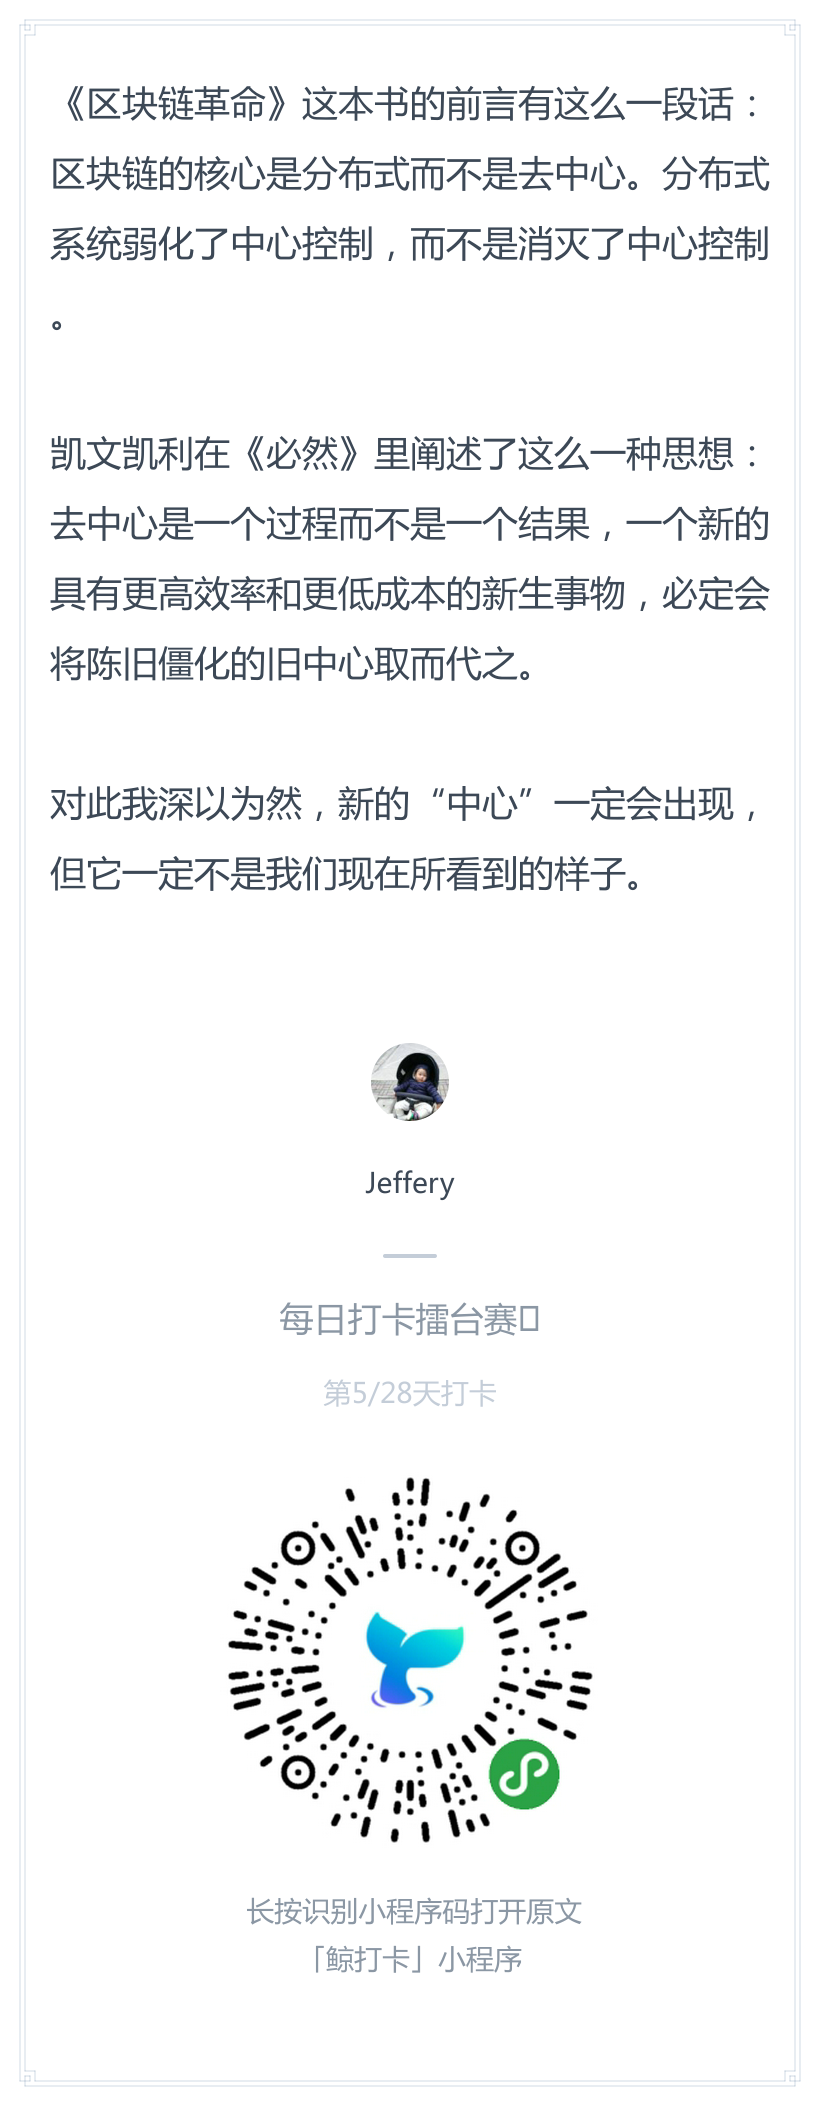 《区块链革命》这本书的前言有这么一段话：
区块链的核心是分布式而不是去中心。分布式
系统弱化了中心控制，而不是消灭了中心控制
。
凯文凯利在《必然》里阐述了这么一种思想：
去中心是一个过程而不是一个结果，一个新的
具有更高效率和更低成本的新生事物，必定会
将陈旧僵化的旧中心取而代之。
对此我深以为然，新的“中心”一定会出现，
但它一定不是我们现在所看到的样子。
Jeffery
每日打卡擂台赛
第5/28天打卡
长按识别小程序码打开原文
「鲸打卡」小程序